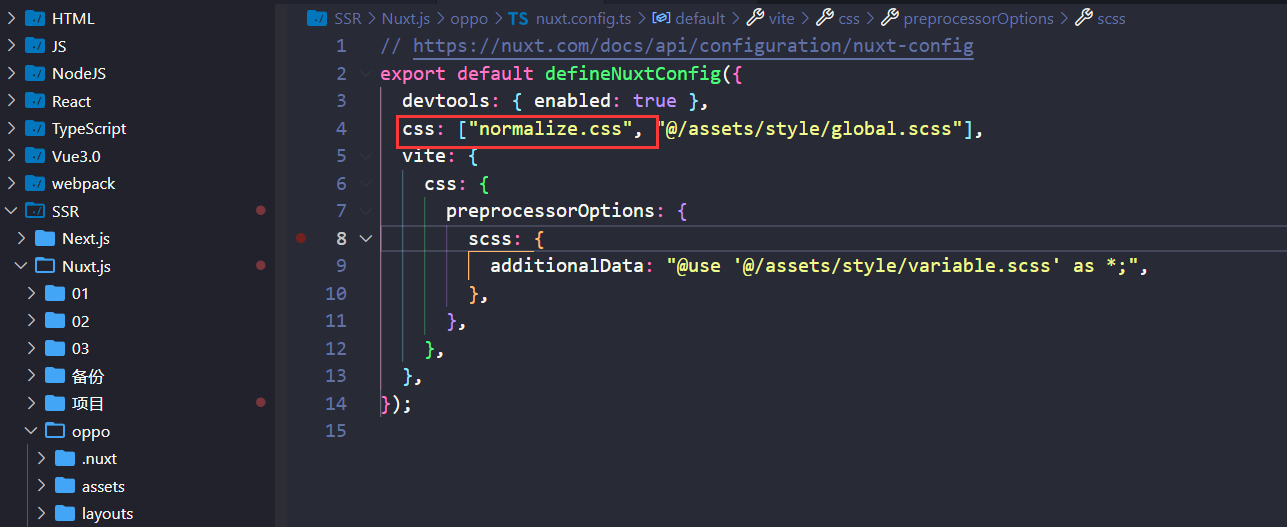 HTML
JS
NodeJS
React
TypeScript
Vue3.0
webpack
SSR
Next.js
Nuxt.js
01
02
03
备份
项目
oppo
.nuxt
assets
layouts
SSR > Nuxt.js > oppo > TS nuxt.config.ts > default > vite > css > preprocessorOptions > scss
1 // https://nuxt.com/docs/api/configuration/nuxt-config
2 export default defineNuxtConfig({
3 devtools: { enabled: true },
4 css: ["normalize.css", "@/assets/style/global.scss"],
5 vite: {
6 css: {
7 preprocessorOptions: {
8 scss: {
9 additionalData: "@use '@/assets/style/variable.scss' as *;",
10 },
11 },
12 },
13 },
14 });
15